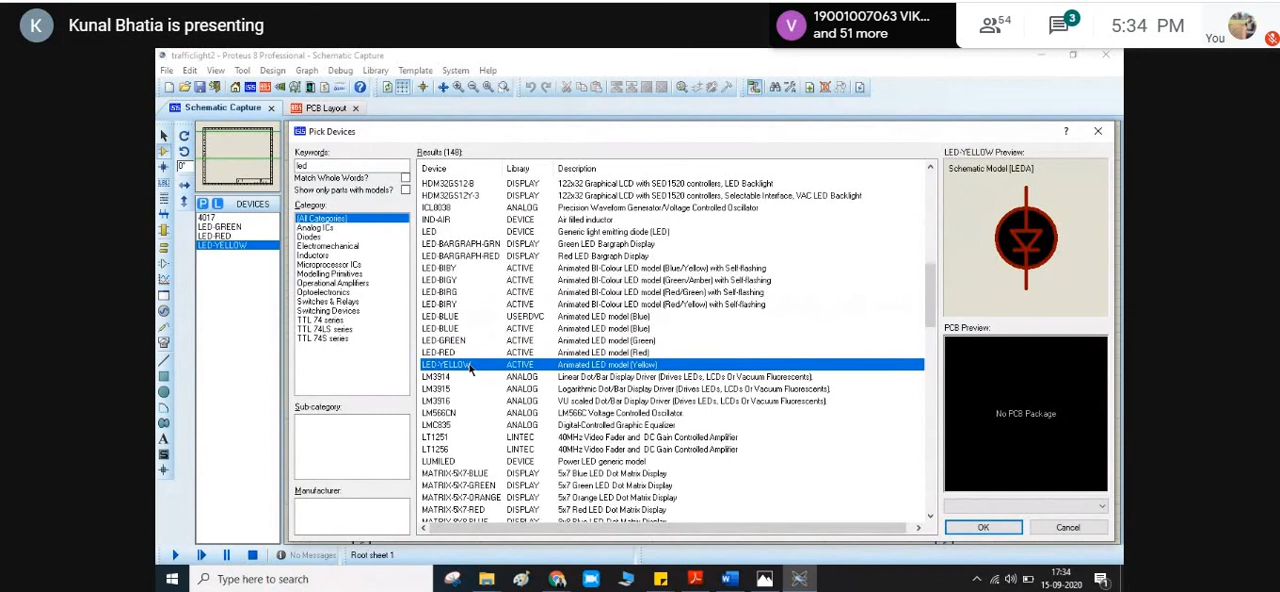 K Kunal Bhatia is presenting
V 19001007063 VIK... and 51 more
54
3
5:34 PM
You
trafficlight2 - Proteus 8 Professional - Schematic Capture
File Edit View Tool Design Graph Debug Library Template System Help
Schematic Capture
PCB Layout
Pick Devices
Keywords:
led
Match Whole Words?
Show only parts with models?
Category:
(All Categories)
Analog ICs
Diodes
Electromechanical
Inductors
Microprocessor ICs
Modelling Primitives
Operational Amplifiers
Optoelectronics
Switches & Relays
Switching Devices
TTL 74 series
TTL 74LS series
TTL 74S series
Sub-category:
Manufacturer:
0°
P L DEVICES
4017
LED-GREEN
LED-RED
LED-YELLOW
Results (148):
Device Library Description
HDM32GS12-B DISPLAY 122x32 Graphical LCD with SED1520 controllers, LED Backlight
HDM32GS12Y-3 DISPLAY 122x32 Graphical LCD with SED1520 controllers, Selectable Interface, VAC LED Backlight
ICL8038 ANALOG Precision Waveform Generator/Voltage Controlled Oscillator
IND-AIR DEVICE Air filled inductor
LED DEVICE Generic light emitting diode (LED)
LED-BARGRAPH-GRN DISPLAY Green LED Bargraph Display
LED-BARGRAPH-RED DISPLAY Red LED Bargraph Display
LED-BIBY ACTIVE Animated BI-Colour LED model (Blue/Yellow) with Self-flashing
LED-BIGY ACTIVE Animated BI-Colour LED model (Green/Amber) with Self-flashing
LED-BIRG ACTIVE Animated BI-Colour LED model (Red/Green) with Self-flashing
LED-BIRY ACTIVE Animated BI-Colour LED model (Red/Yellow) with Self-flashing
LED-BLUE USERDVC Animated LED model (Blue)
LED-BLUE ACTIVE Animated LED model (Blue)
LED-GREEN ACTIVE Animated LED model (Green)
LED-RED ACTIVE Animated LED model (Red)
LED-YELLOW ACTIVE Animated LED model (Yellow)
LM3914 ANALOG Linear Dot/Bar Display Driver (Drives LEDs, LCDs Or Vacuum Fluorescents).
LM3915 ANALOG Logarithmic Dot/Bar Display Driver (Drives LEDs, LCDs Or Vacuum Fluorescents).
LM3916 ANALOG VU scaled Dot/Bar Display Driver (Drives LEDs, LCDs Or Vacuum Fluorescents).
LM566CN ANALOG LM566C Voltage Controlled Oscillator.
LMC835 ANALOG Digital-Controlled Graphic Equalizer
LT1251 LINTEC 40MHz Video Fader and DC Gain Controlled Amplifier
LT1256 LINTEC 40MHz Video Fader and DC Gain Controlled Amplifier
LUMILED DEVICE Power LED generic model
MATRIX-5X7-BLUE DISPLAY 5x7 Blue LED Dot Matrix Display
MATRIX-5X7-GREEN DISPLAY 5x7 Green LED Dot Matrix Display
MATRIX-5X7-ORANGE DISPLAY 5x7 Orange LED Dot Matrix Display
MATRIX-5X7-RED DISPLAY 5x7 Red LED Dot Matrix Display
LED-YELLOW Preview:
Schematic Model [LEDA]
PCB Preview:
No PCB Package
OK Cancel
No Messages Root sheet 1
Type here to search
17:34
15-09-2020